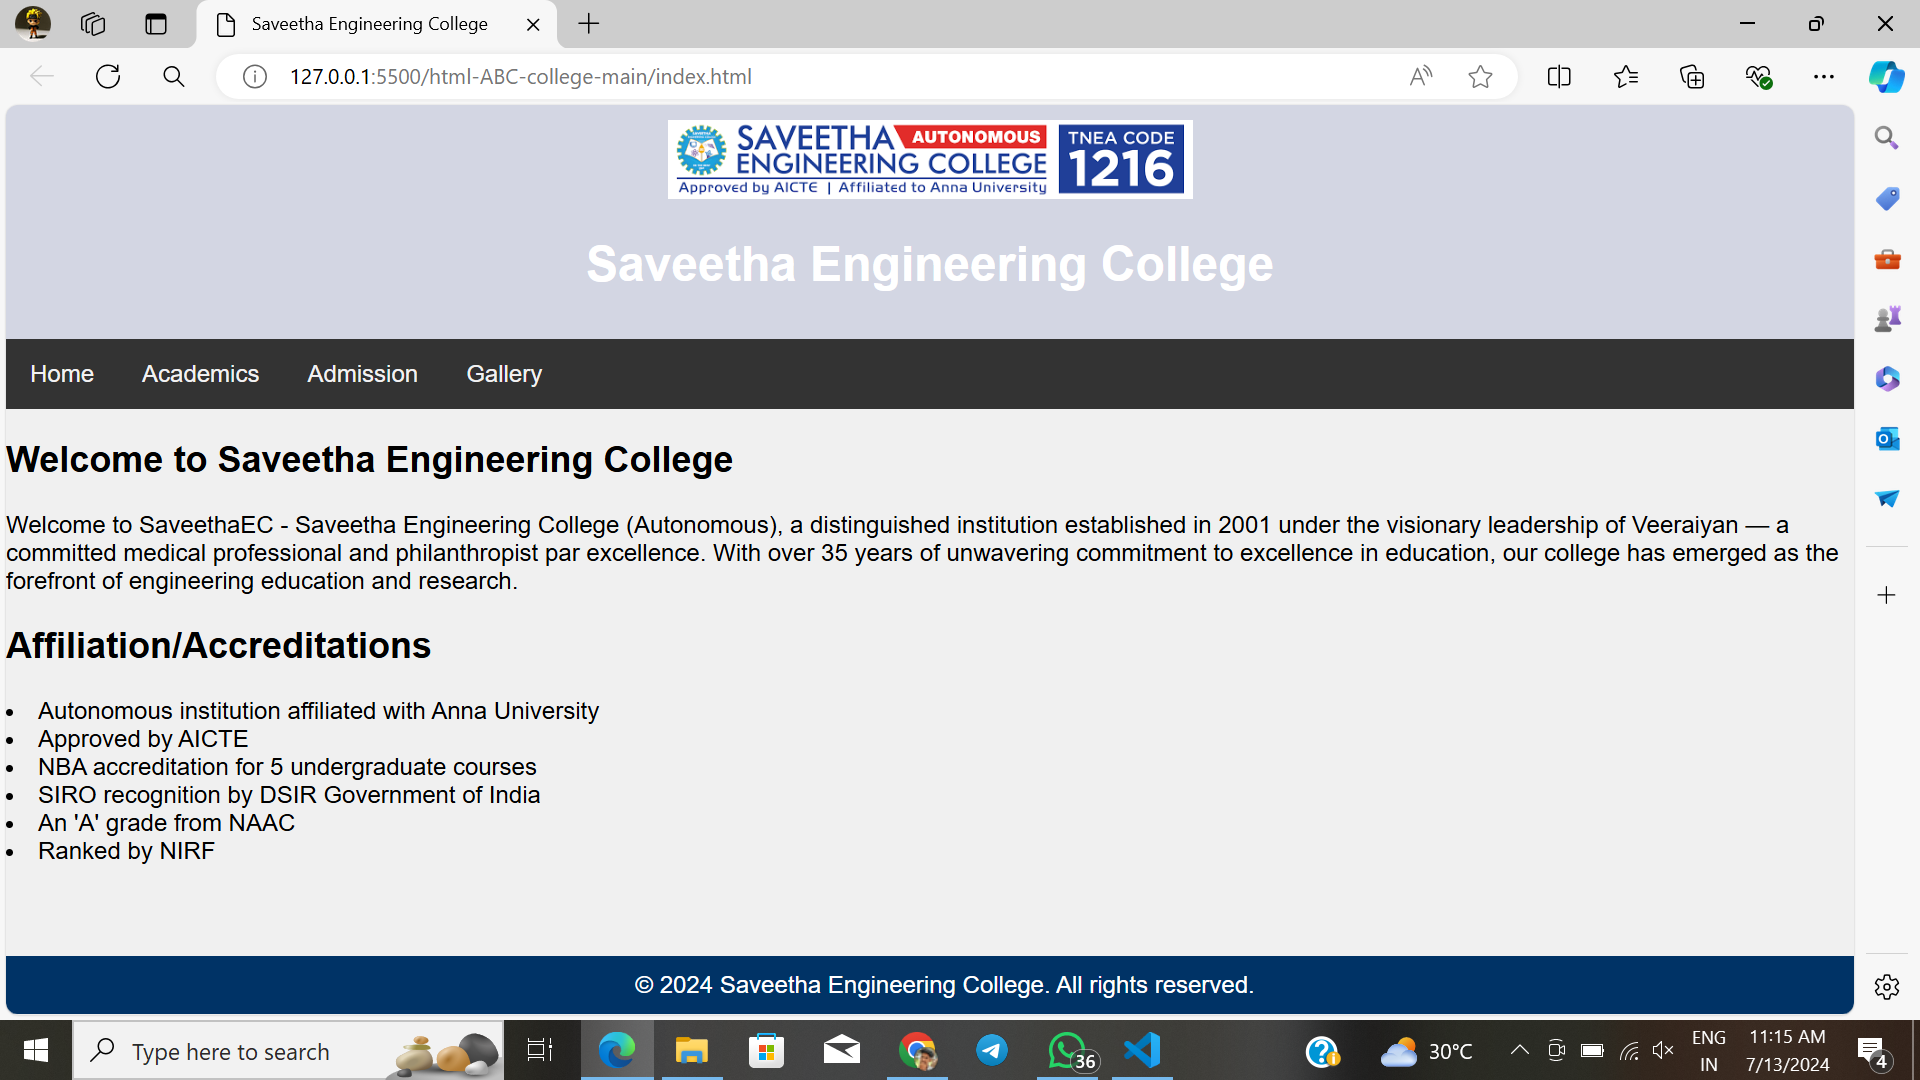 Saveetha Engineering College
127.0.0.1:5500/html-ABC-college-main/index.html
SAVEETHA AUTONOMOUS
ENGINEERING COLLEGE
Approved by AICTE | Affiliated to Anna University
TNEA CODE
1216
Saveetha Engineering College
Home Academics Admission Gallery
Welcome to Saveetha Engineering College
Welcome to SaveethaEC - Saveetha Engineering College (Autonomous), a distinguished institution established in 2001 under the visionary leadership of Veeraiyan — a
committed medical professional and philanthropist par excellence. With over 35 years of unwavering commitment to excellence in education, our college has emerged as the
forefront of engineering education and research.
Affiliation/Accreditations
• Autonomous institution affiliated with Anna University
• Approved by AICTE
• NBA accreditation for 5 undergraduate courses
• SIRO recognition by DSIR Government of India
• An 'A' grade from NAAC
• Ranked by NIRF
© 2024 Saveetha Engineering College. All rights reserved.
Type here to search
36
30°C
ENG
IN
11:15 AM
7/13/2024
4